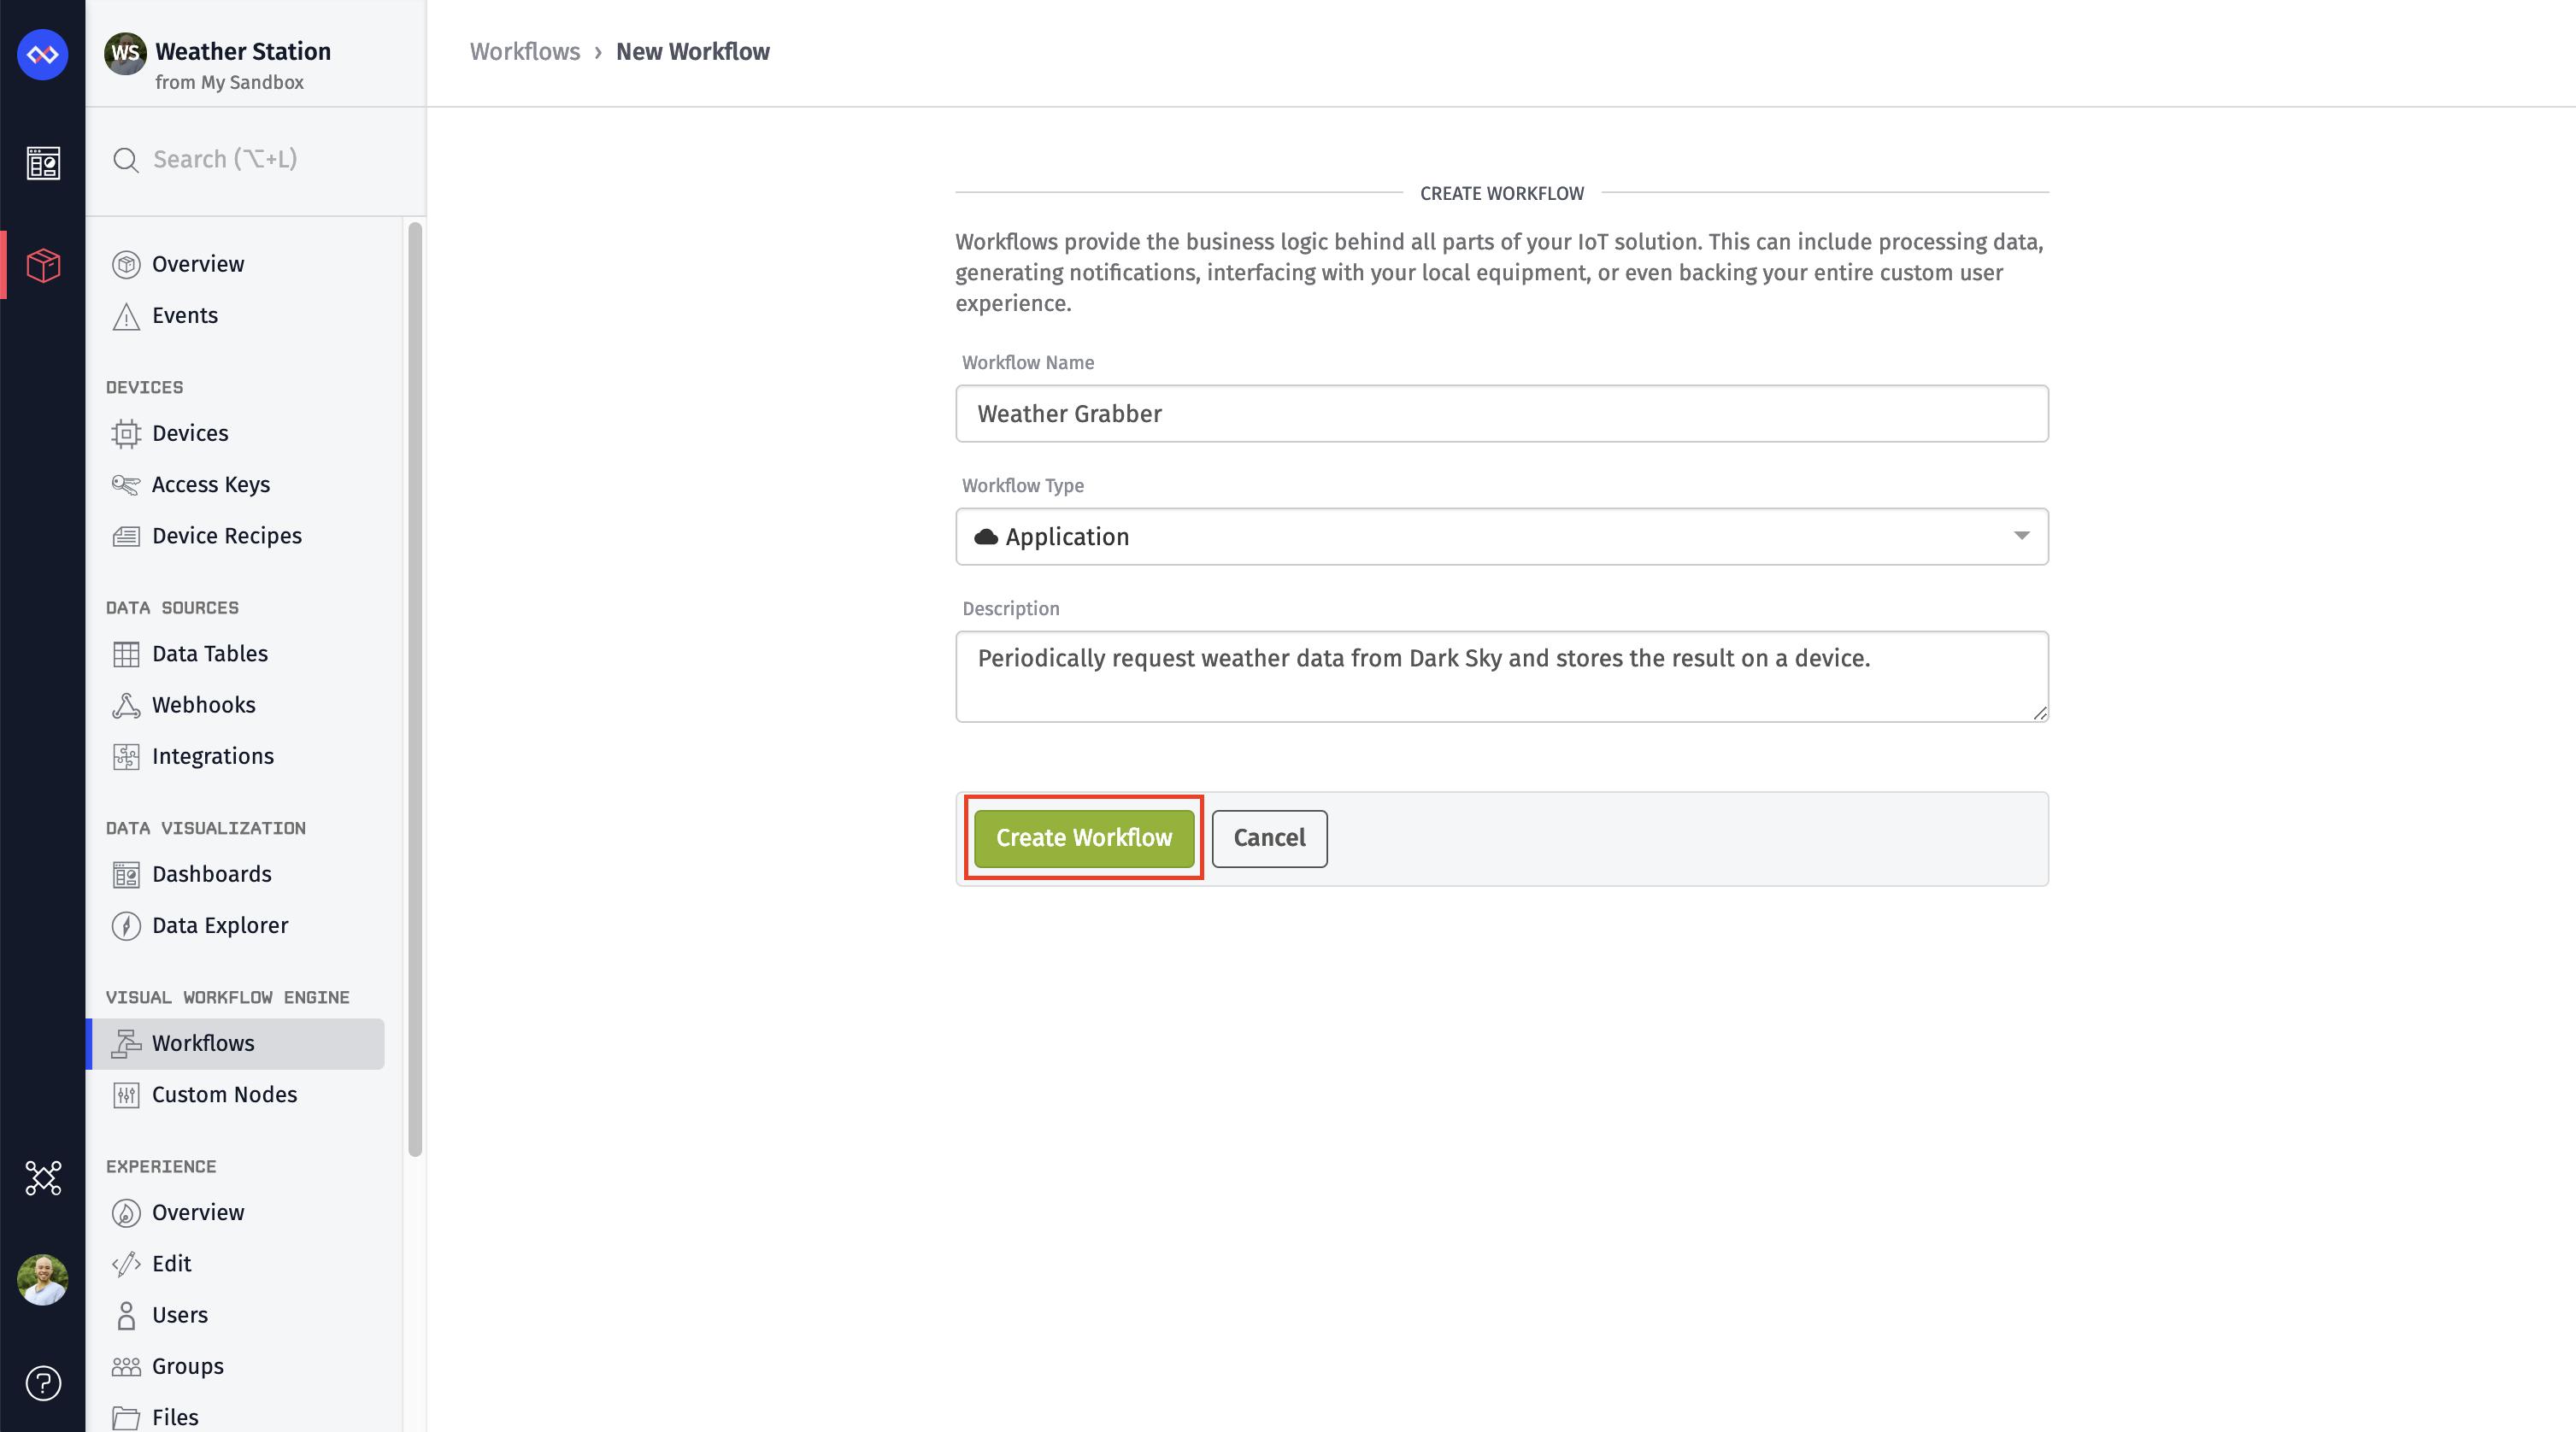 WS
Weather Station
from My Sandbox
Search (⌥+L)
Overview
Events
DEVICES
Devices
Access Keys
Device Recipes
DATA SOURCES
Data Tables
Webhooks
Integrations
DATA VISUALIZATION
Dashboards
Data Explorer
VISUAL WORKFLOW ENGINE
Workflows
Custom Nodes
EXPERIENCE
Overview
Edit
Users
Groups
Files
?
Workflows › New Workflow
CREATE WORKFLOW
Workflows provide the business logic behind all parts of your IoT solution. This can include processing data,
generating notifications, interfacing with your local equipment, or even backing your entire custom user
experience.
Workflow Name
Weather Grabber
Workflow Type
Application
Description
Periodically request weather data from Dark Sky and stores the result on a device.
Create Workflow
Cancel